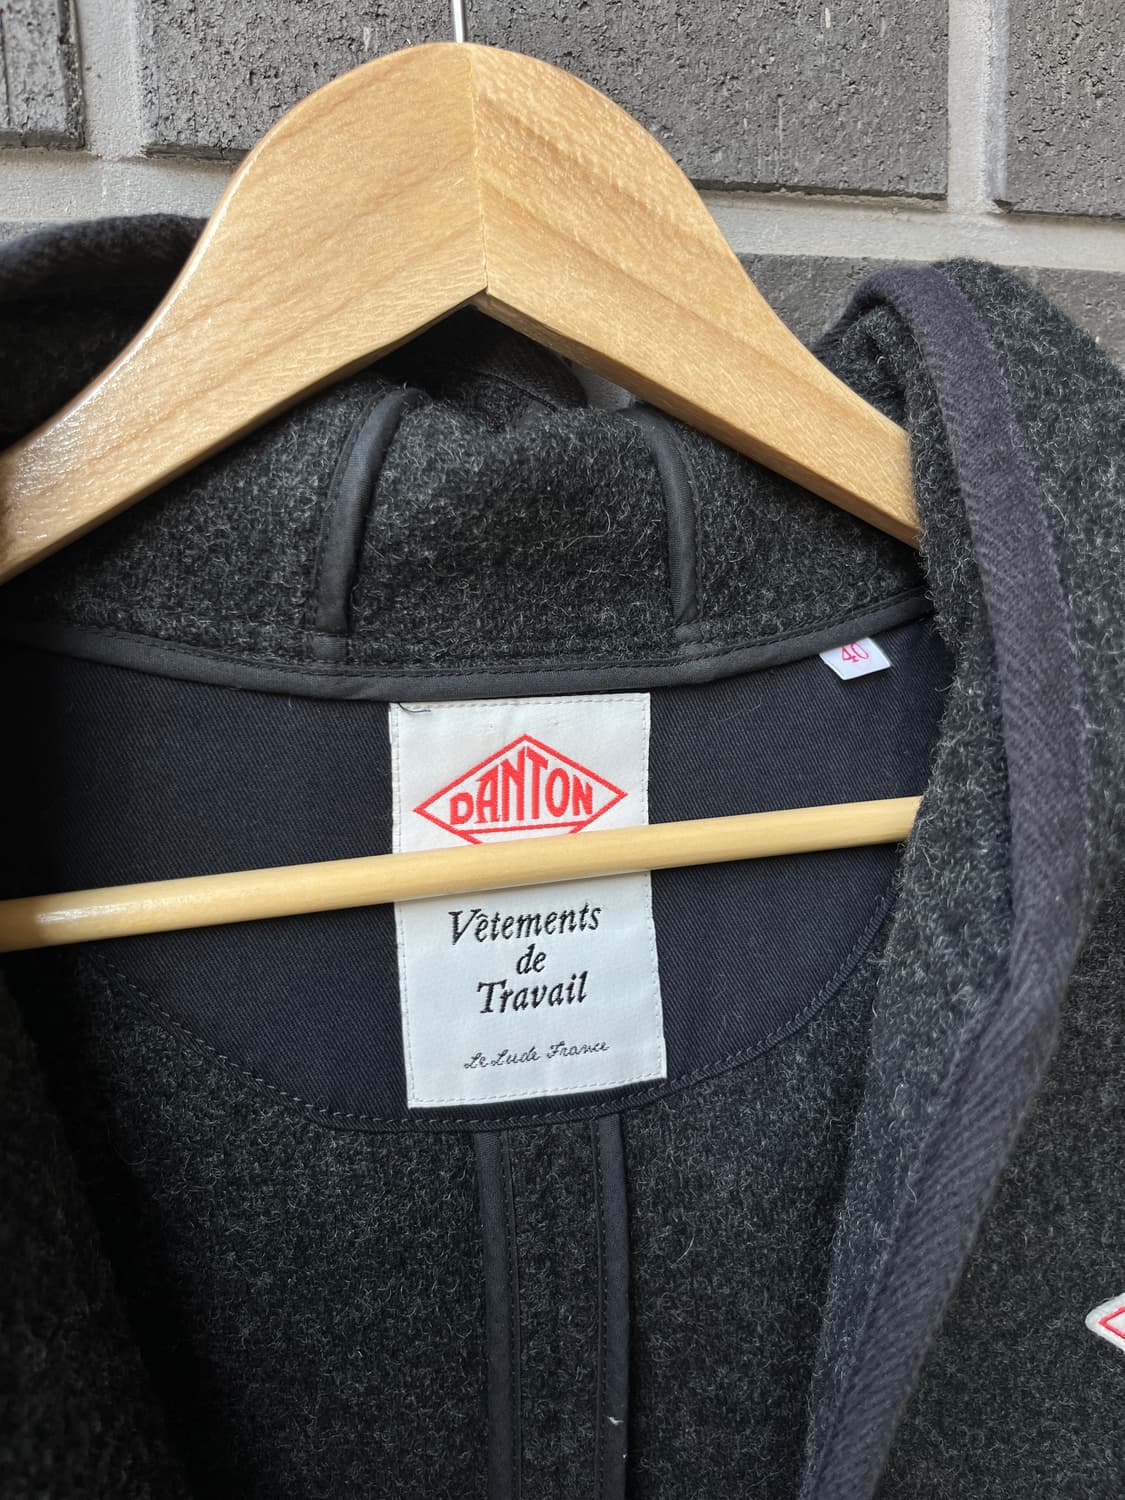 40
DANTON
Vêtements
de
Travail
Le Lude France